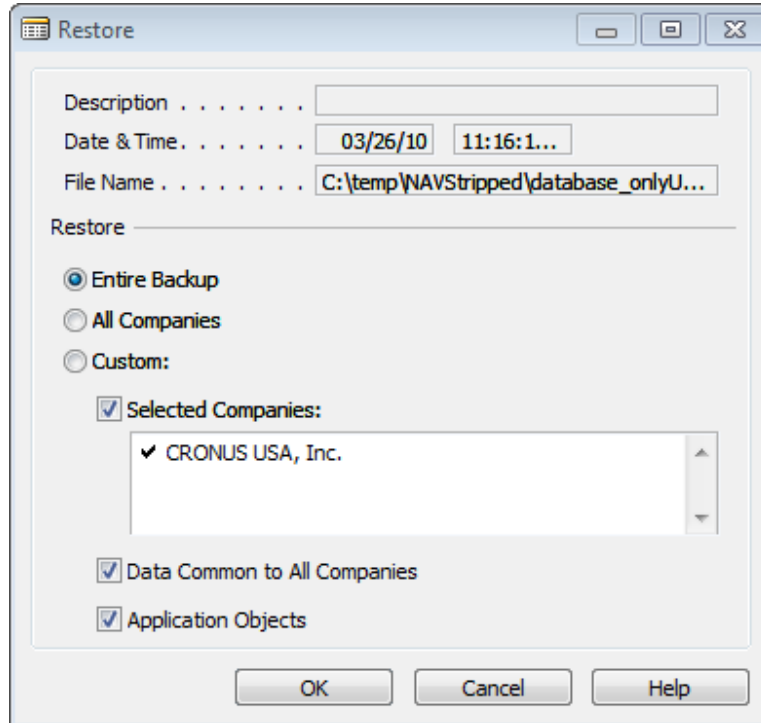 Restore
Description . . . . . . .
Date & Time. . . . . . . 03/26/10 11:16:1...
File Name . . . . . . . . C:\temp\NAVStripped\database_onlyU...
Restore
Entire Backup
All Companies
Custom:
Selected Companies:
CRONUS USA, Inc.
Data Common to All Companies
Application Objects
OK Cancel Help